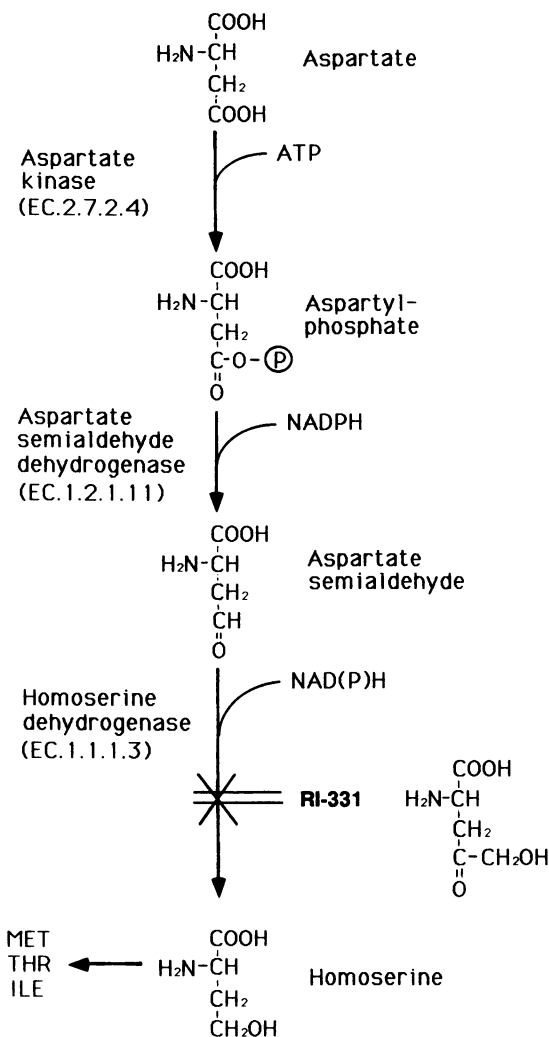 COOH
H₂N-CH
CH₂
COOH
Aspartate
Aspartate
kinase
(EC.2.7.2.4)
ATP
COOH
H₂N-CH
CH₂
C-O-P
O
Aspartyl-
phosphate
Aspartate
semialdehyde
dehydrogenase
(EC.1.2.1.11)
NADPH
COOH
H₂N-CH
CH₂
CH
O
Aspartate
semialdehyde
Homoserine
dehydrogenase
(EC.1.1.1.3)
NAD(P)H
RI-331
COOH
H₂N-CH
CH₂
C-CH₂OH
O
MET
THR
ILE
COOH
H₂N-CH
CH₂
CH₂OH
Homoserine